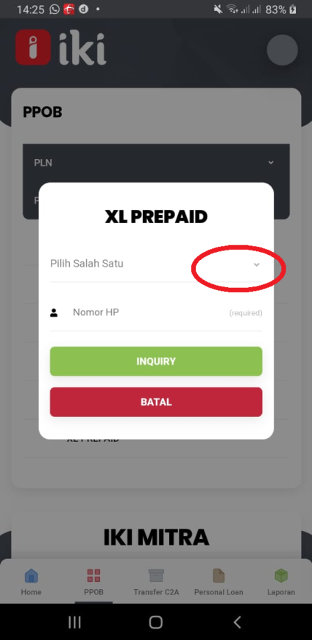 14:25
83%
iki
PPOB
PLN
P
XL PREPAID
Pilih Salah Satu
Nomor HP
(required)
INQUIRY
BATAL
XL PREPAID
IKI MITRA
Home
PPOB
Transfer C2A
Personal Loan
Laporan